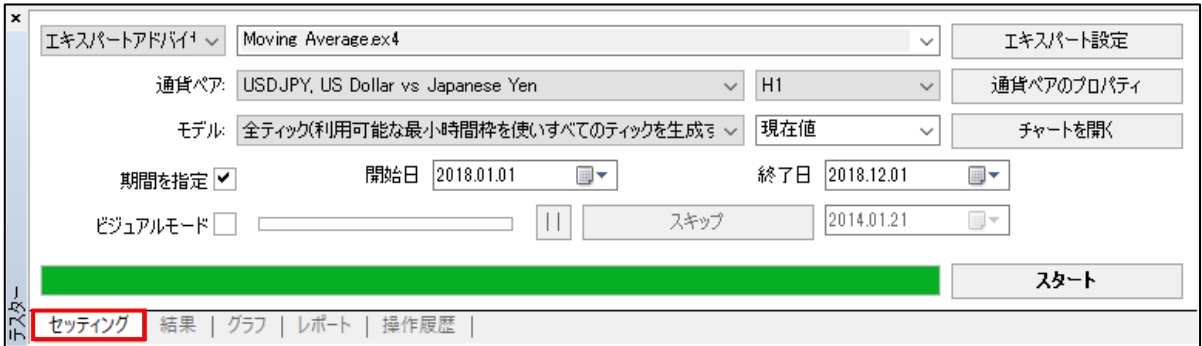 エキスパートアドバイ Moving Average.ex4 エキスパート設定
通貨ペア: USDJPY, US Dollar vs Japanese Yen H1 通貨ペアのプロパティ
モデル: 全ティック(利用可能な最小時間枠を使いすべてのティックを生成す 現在値 チャートを開く
期間を指定 開始日 2018.01.01 終了日 2018.12.01
ビジュアルモード スキップ 2014.01.21
スタート
テスター
セッティング | 結果 | グラフ | レポート | 操作履歴 |